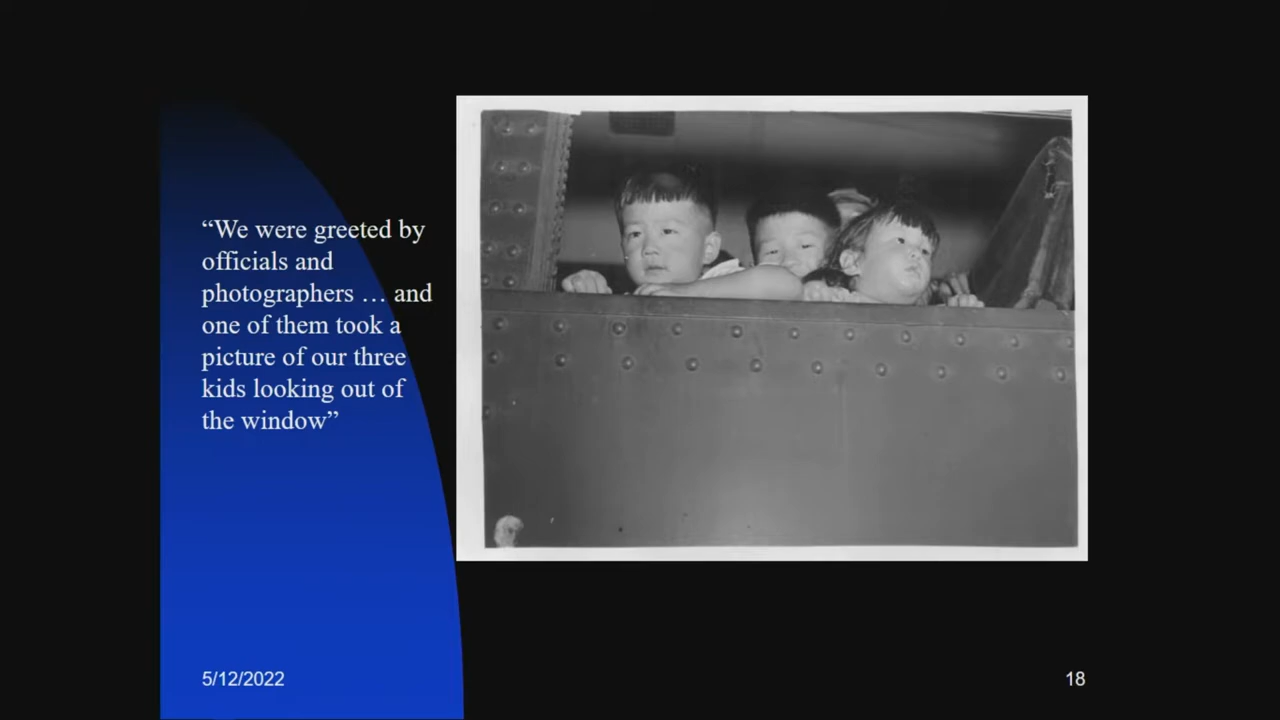 “We were greeted by
officials and
photographers … and
one of them took a
picture of our three
kids looking out of
the window”
5/12/2022
18